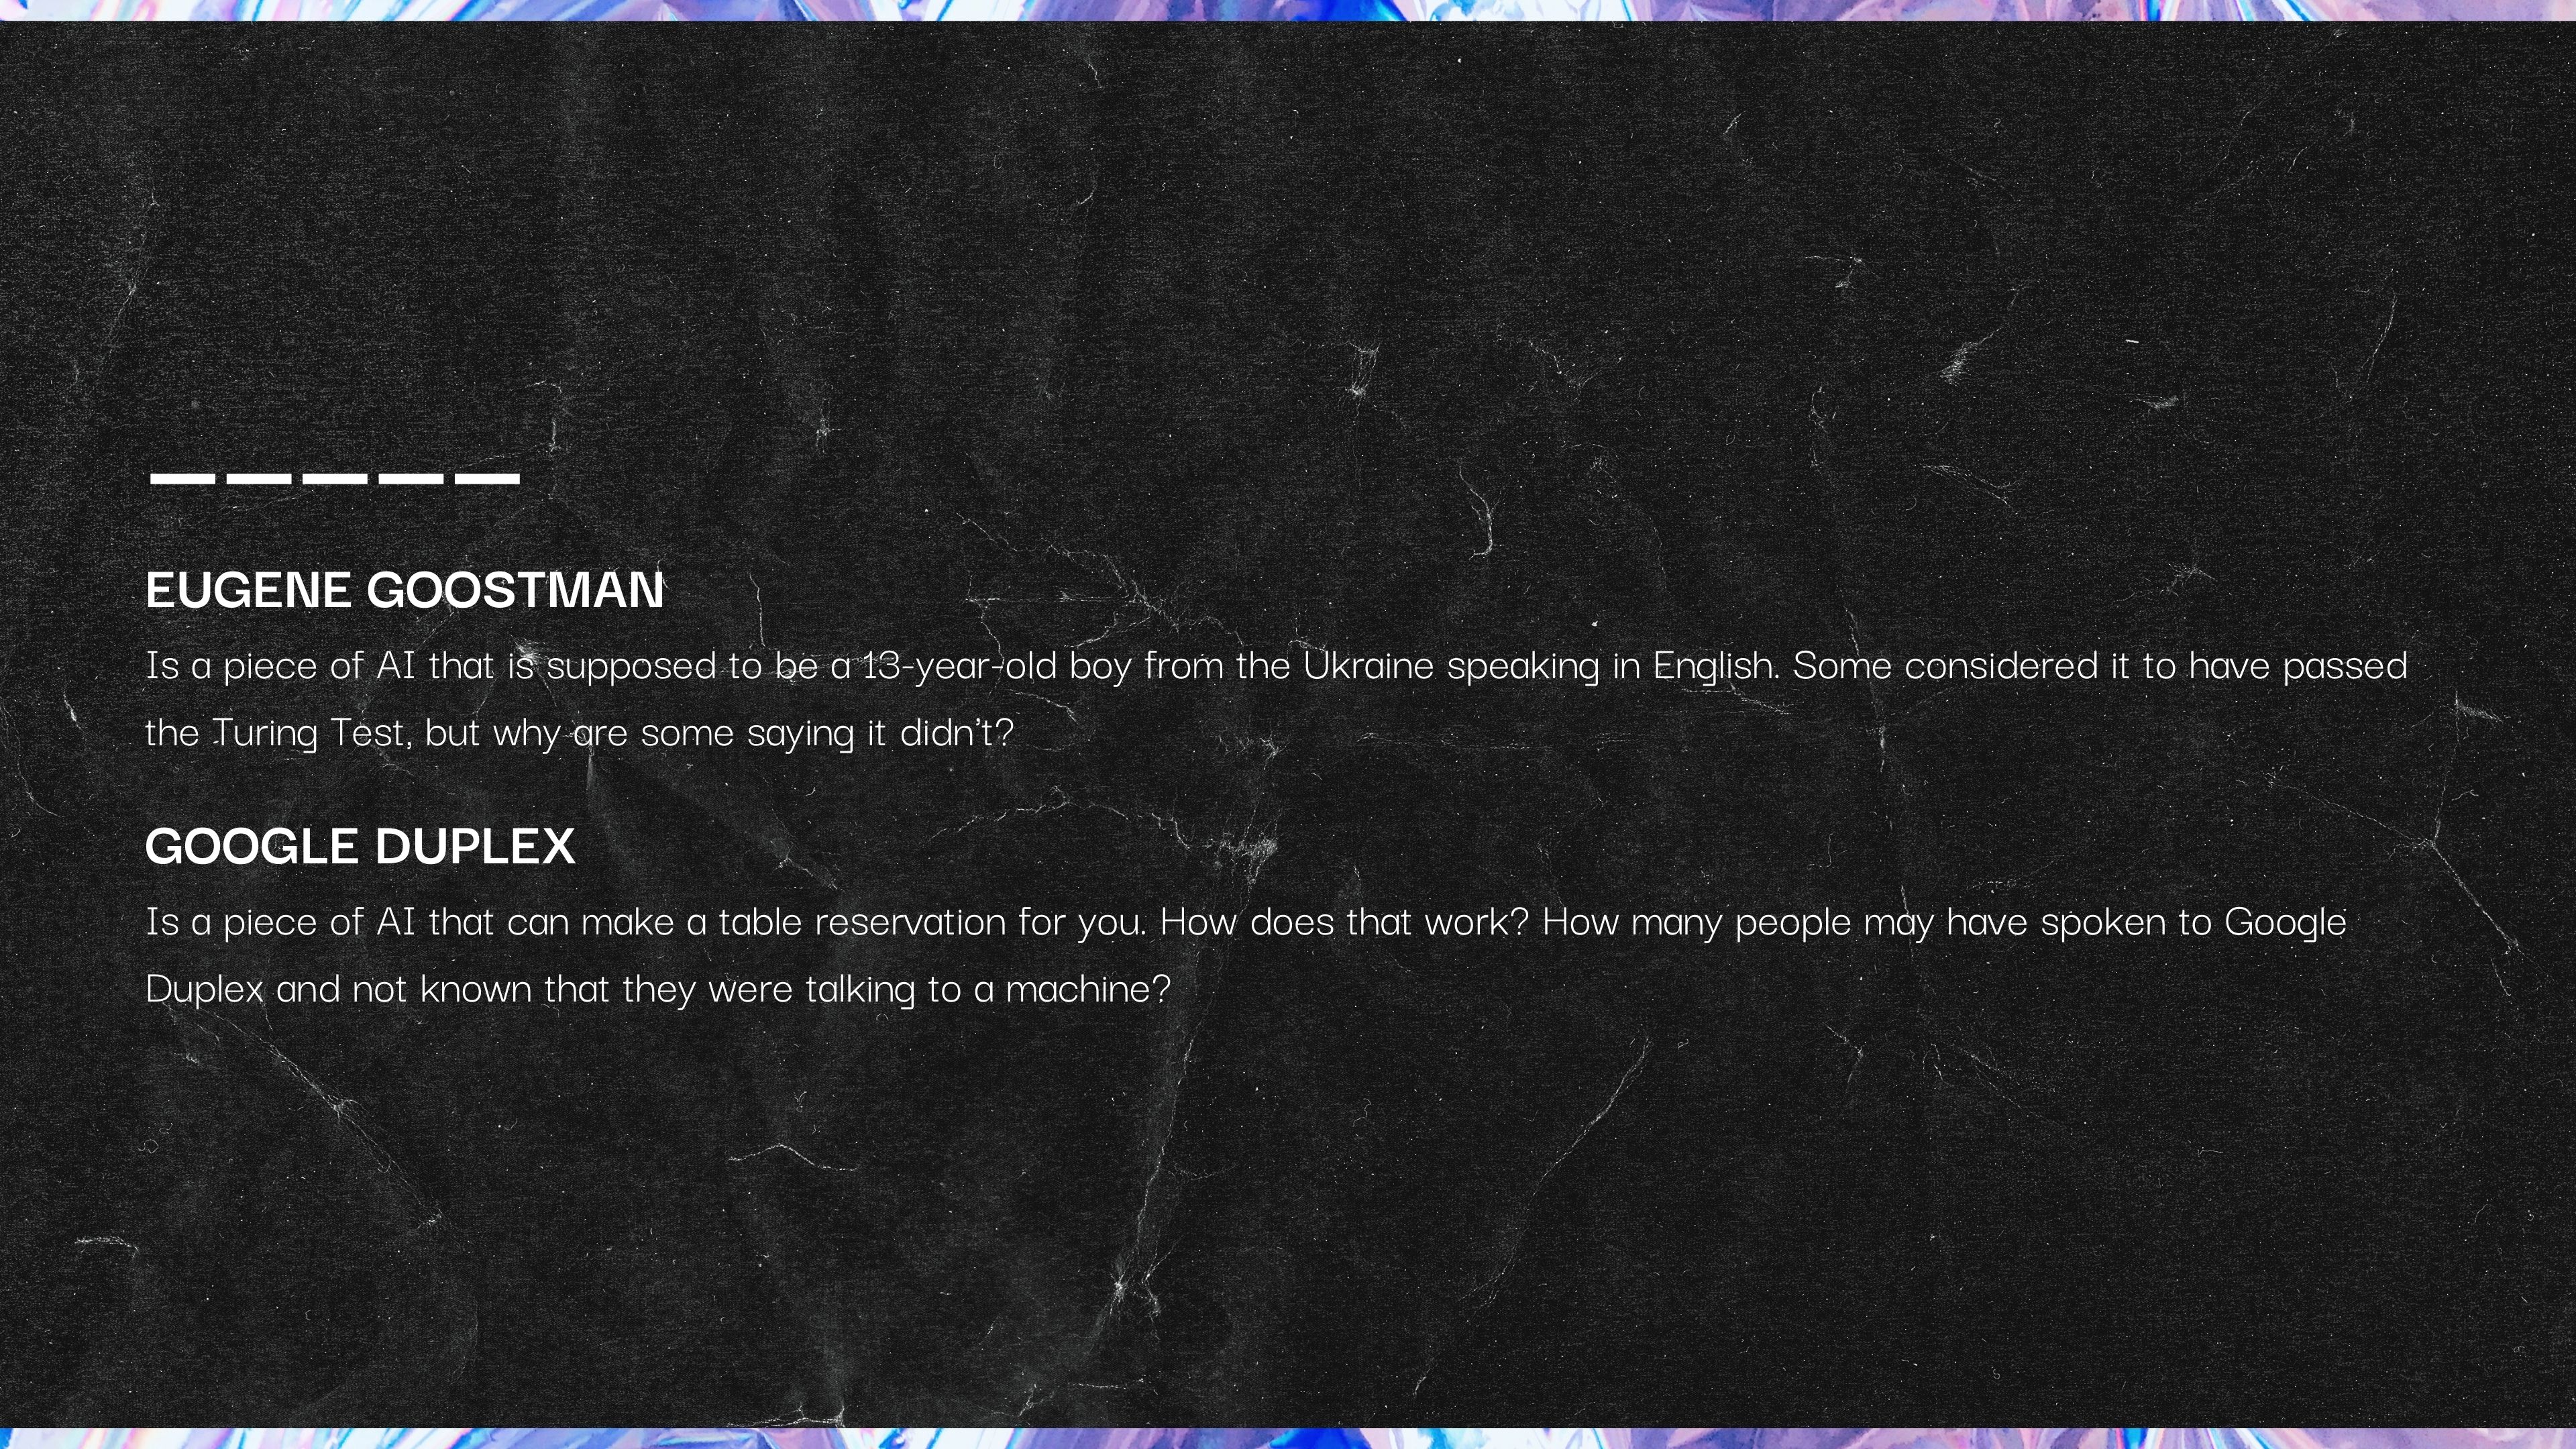 EUGENE GOOSTMAN
Is a piece of AI that is supposed to be a 13-year-old boy from the Ukraine speaking in English. Some considered it to have passed
the Turing Test, but why are some saying it didn't?
GOOGLE DUPLEX
Is a piece of AI that can make a table reservation for you. How does that work? How many people may have spoken to Google
Duplex and not known that they were talking to a machine?